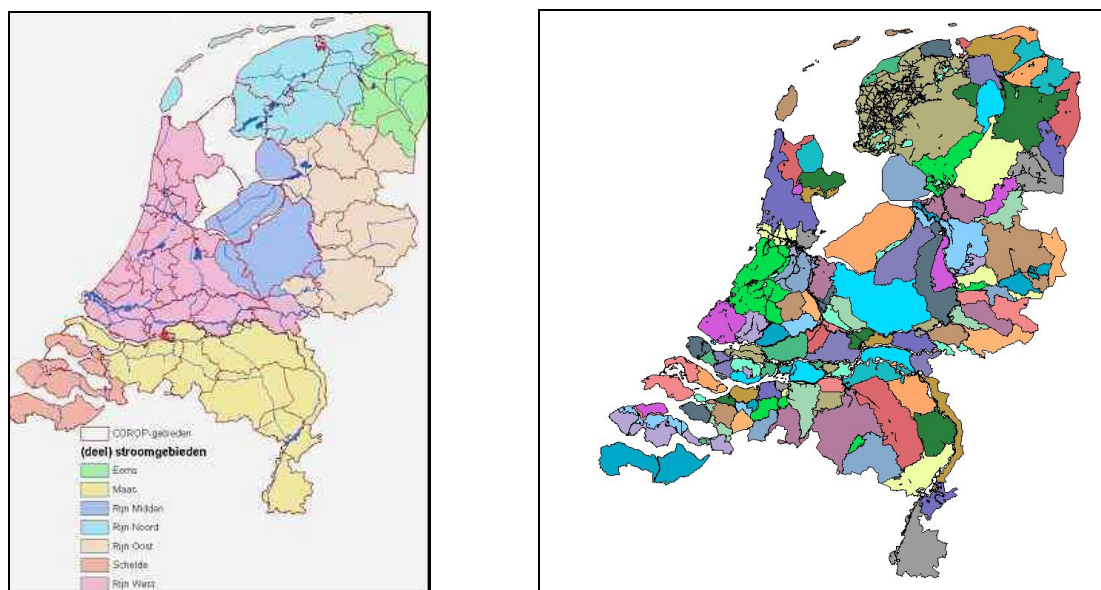 COROP-gebieden
(deel) stroomgebieden
Eems
Maas
Rijn Midden
Rijn Noord
Rijn Oost
Schelde
Rijn West